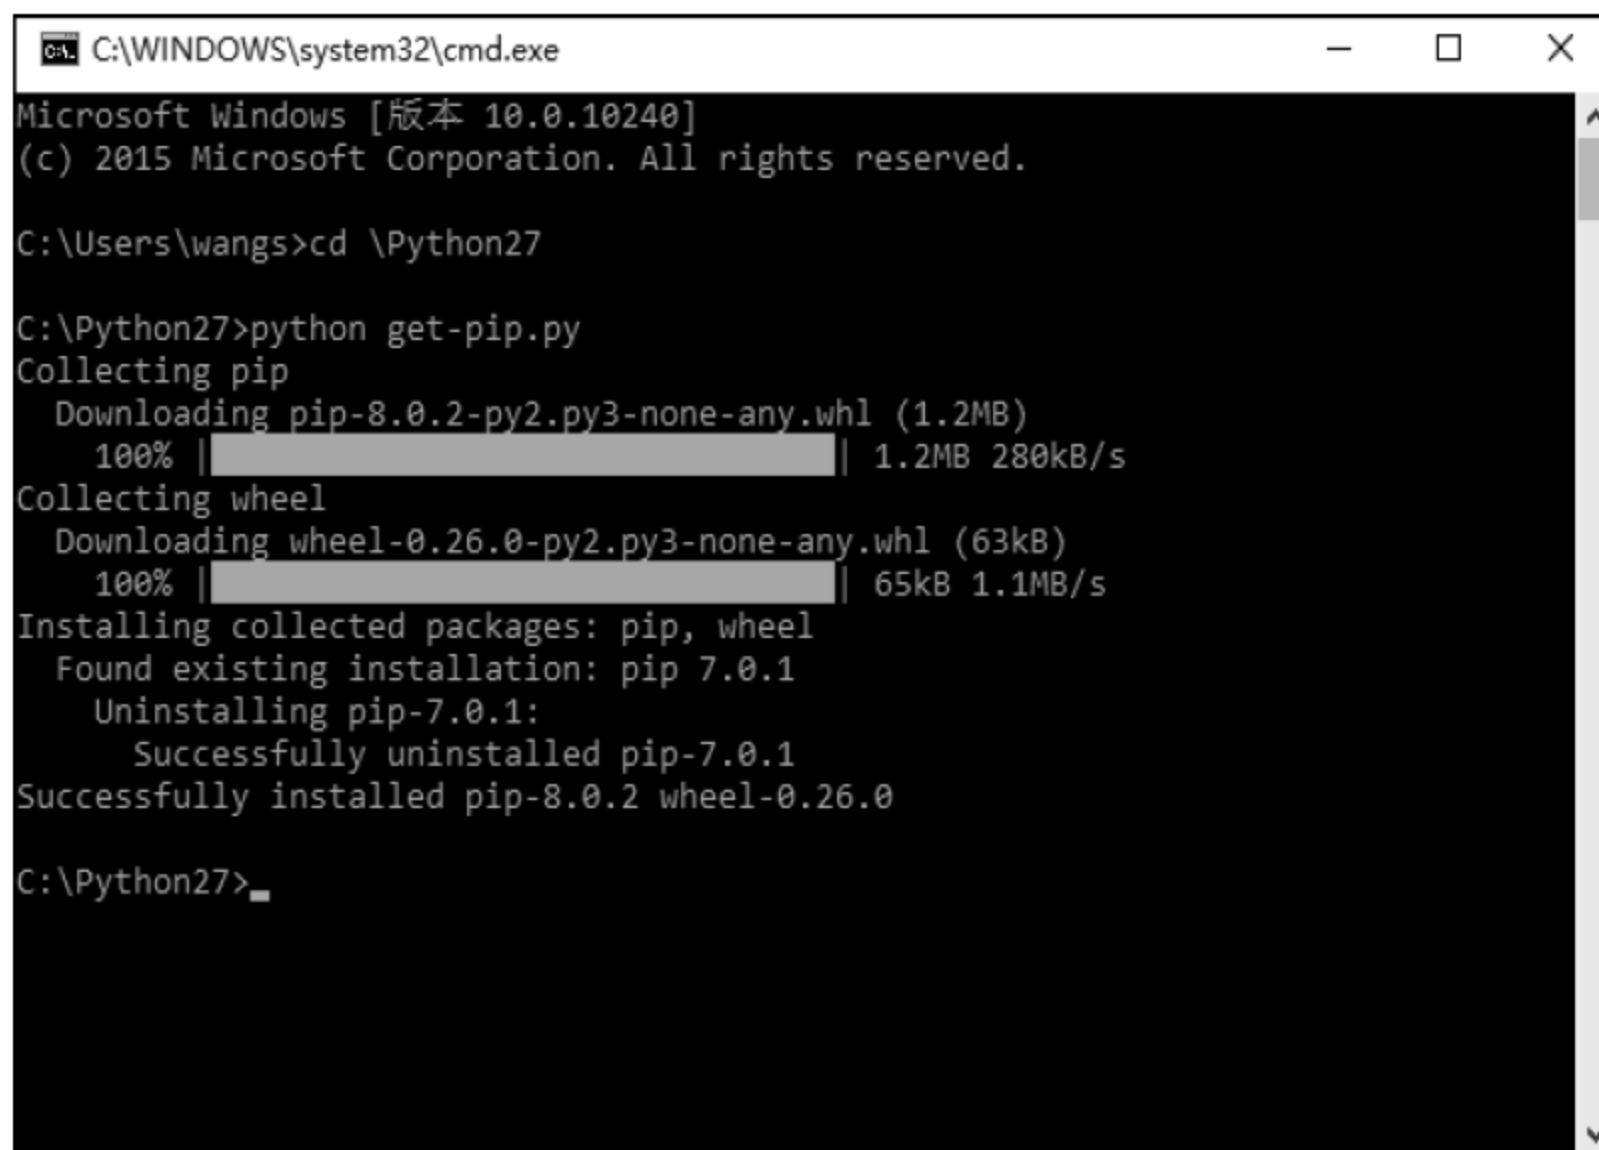 C:\WINDOWS\system32\cmd.exe
Microsoft Windows [版本 10.0.10240]
(c) 2015 Microsoft Corporation. All rights reserved.
C:\Users\wangs>cd \Python27
C:\Python27>python get-pip.py
Collecting pip
  Downloading pip-8.0.2-py2.py3-none-any.whl (1.2MB)
    100% |████████████████████████████████| 1.2MB 280kB/s
Collecting wheel
  Downloading wheel-0.26.0-py2.py3-none-any.whl (63kB)
    100% |████████████████████████████████| 65kB 1.1MB/s
Installing collected packages: pip, wheel
  Found existing installation: pip 7.0.1
    Uninstalling pip-7.0.1:
      Successfully uninstalled pip-7.0.1
Successfully installed pip-8.0.2 wheel-0.26.0
C:\Python27>